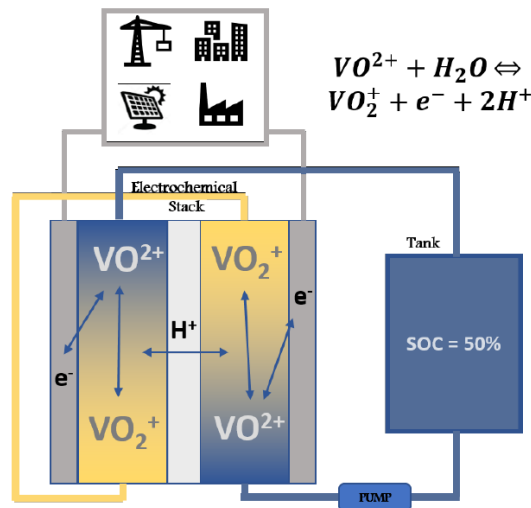 VO²⁺ + H₂O ⇔
VO₂⁺ + e⁻ + 2H⁺
Electrochemical
Stack
Tank
VO²⁺
VO₂⁺
e⁻
H⁺
SOC = 50%
e⁻
VO₂⁺
VO²⁺
PUMP